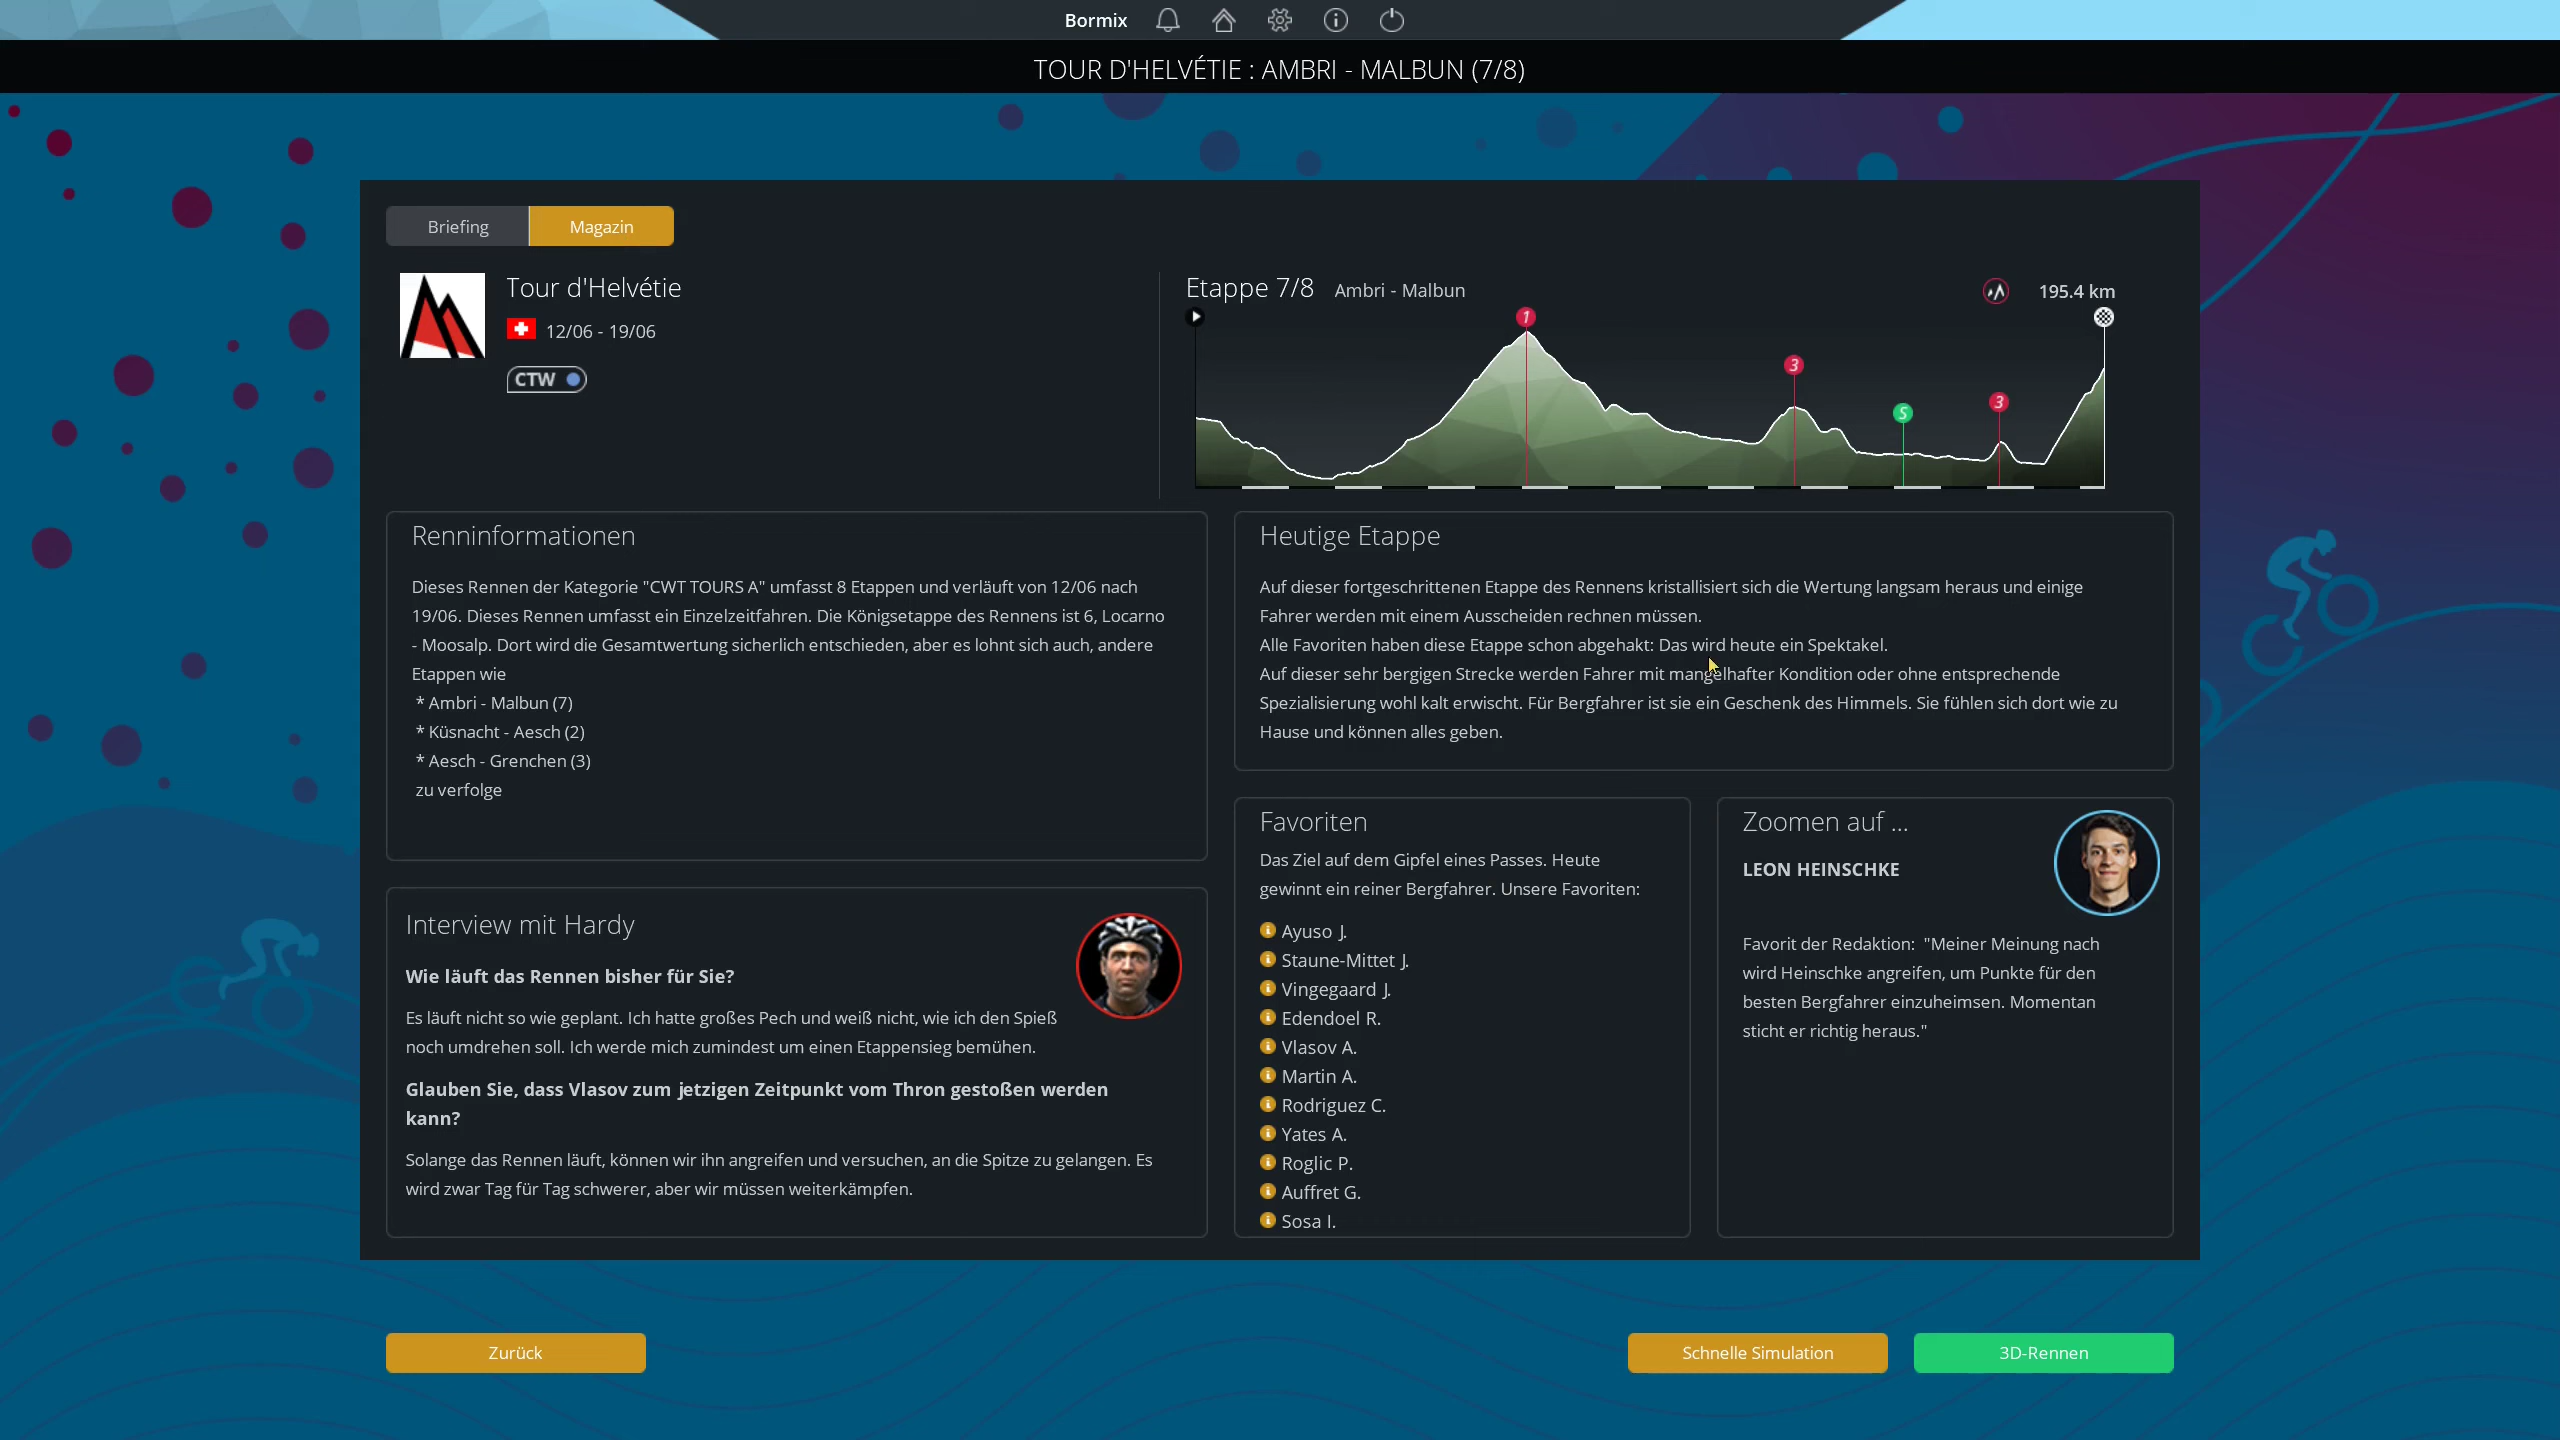 Bormix
TOUR D'HELVÉTIE : AMBRI - MALBUN (7/8)
Briefing
Magazin
Tour d'Helvétie
12/06 - 19/06
CTW
Etappe 7/8 Ambri - Malbun
195.4 km
1
3
S
3
Renninformationen
Dieses Rennen der Kategorie "CWT TOURS A" umfasst 8 Etappen und verläuft von 12/06 nach
19/06. Dieses Rennen umfasst ein Einzelzeitfahren. Die Königsetappe des Rennens ist 6, Locarno
- Moosalp. Dort wird die Gesamtwertung sicherlich entschieden, aber es lohnt sich auch, andere
Etappen wie
* Ambri - Malbun (7)
* Küsnacht - Aesch (2)
* Aesch - Grenchen (3)
zu verfolge
Heutige Etappe
Auf dieser fortgeschrittenen Etappe des Rennens kristallisiert sich die Wertung langsam heraus und einige
Fahrer werden mit einem Ausscheiden rechnen müssen.
Alle Favoriten haben diese Etappe schon abgehakt: Das wird heute ein Spektakel.
Auf dieser sehr bergigen Strecke werden Fahrer mit mangelhafter Kondition oder ohne entsprechende
Spezialisierung wohl kalt erwischt. Für Bergfahrer ist sie ein Geschenk des Himmels. Sie fühlen sich dort wie zu
Hause und können alles geben.
Interview mit Hardy
Wie läuft das Rennen bisher für Sie?
Es läuft nicht so wie geplant. Ich hatte großes Pech und weiß nicht, wie ich den Spieß
noch umdrehen soll. Ich werde mich zumindest um einen Etappensieg bemühen.
Glauben Sie, dass Vlasov zum jetzigen Zeitpunkt vom Thron gestoßen werden
kann?
Solange das Rennen läuft, können wir ihn angreifen und versuchen, an die Spitze zu gelangen. Es
wird zwar Tag für Tag schwerer, aber wir müssen weiterkämpfen.
Favoriten
Das Ziel auf dem Gipfel eines Passes. Heute
gewinnt ein reiner Bergfahrer. Unsere Favoriten:
Ayuso J.
Staune-Mittet J.
Vingegaard J.
Edendoel R.
Vlasov A.
Martin A.
Rodriguez C.
Yates A.
Roglic P.
Auffret G.
Sosa I.
Zoomen auf ...
LEON HEINSCHKE
Favorit der Redaktion: "Meiner Meinung nach
wird Heinschke angreifen, um Punkte für den
besten Bergfahrer einzuheimsen. Momentan
sticht er richtig heraus."
Zurück
Schnelle Simulation
3D-Rennen